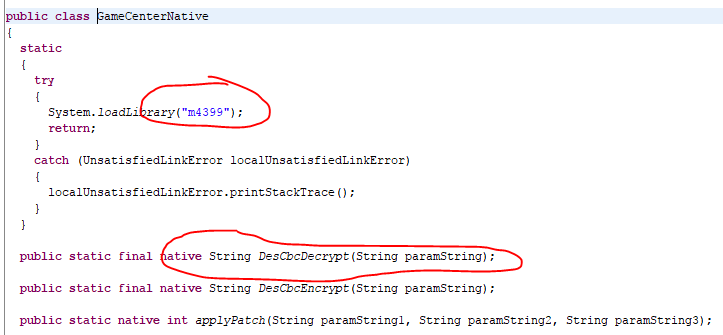 public class GameCenterNative
{
static
{
try
{
System.loadLibrary("m4399");
return;
}
catch (UnsatisfiedLinkError localUnsatisfiedLinkError)
{
localUnsatisfiedLinkError.printStackTrace();
}
}
public static final native String DesCbcDecrypt(String paramString);
public static final native String DesCbcEncrypt(String paramString);
public static native int applyPatch(String paramString1, String paramString2, String paramString3);